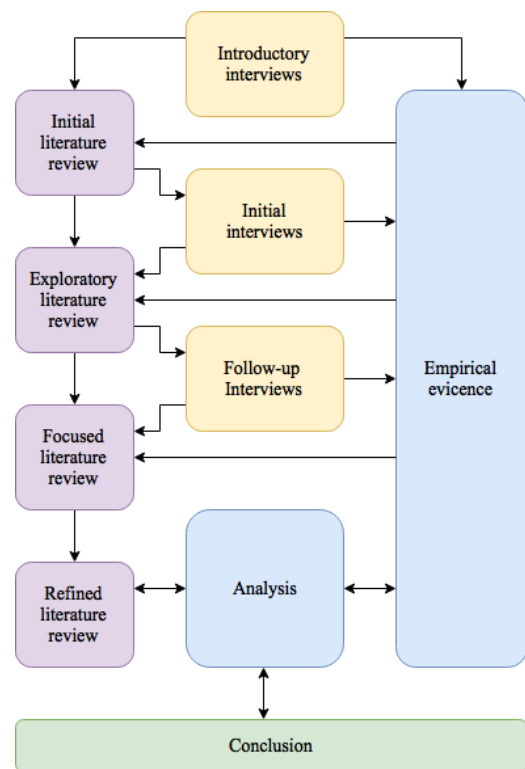 Introductory
interviews
Initial
literature
review
Initial
interviews
Exploratory
literature
review
Follow-up
Interviews
Empirical
evicence
Focused
literature
review
Analysis
Refined
literature
review
Conclusion